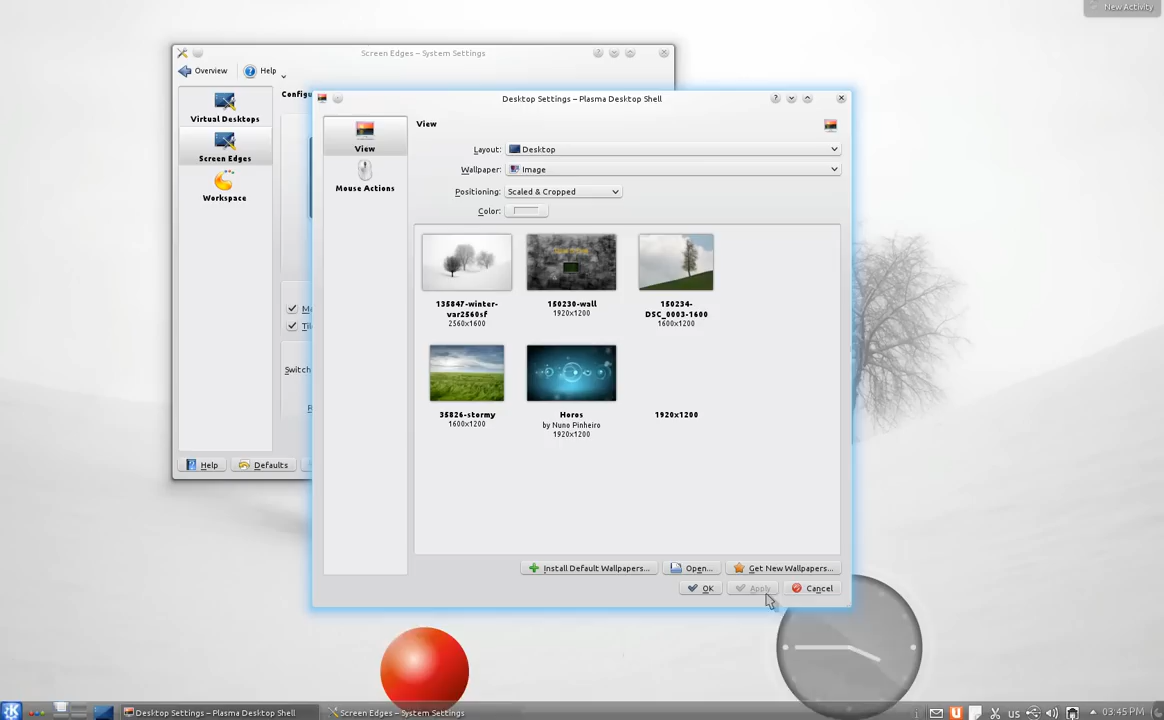 New Activity
Screen Edges – System Settings
Overview
Help
Virtual Desktops
Screen Edges
Workspace
Configu
Switch
Help
Defaults
Desktop Settings – Plasma Desktop Shell
View
Mouse Actions
View
Layout: Desktop
Wallpaper: Image
Positioning: Scaled & Cropped
Color:
135847-winter-
var2560sf
2560x1600
150230-wall
1920x1200
150234-
DSC_0003-1600
1600x1200
35826-stormy
1600x1200
Horos
by Nuno Pinheiro
1920x1200
1920x1200
Install Default Wallpapers...
Open...
Get New Wallpapers...
OK
Apply
Cancel
Desktop Settings – Plasma Desktop Shell
Screen Edges – System Settings
us
03:45 PM